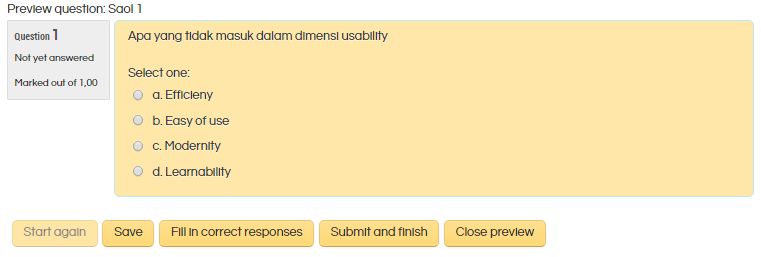 Preview question: Saol 1
Question 1
Not yet answered
Marked out of 1,00
Apa yang tidak masuk dalam dimensi usability
Select one:
a. Efficieny
b. Easy of use
c. Modernity
d. Learnability
Start again Save Fill in correct responses Submit and finish Close preview